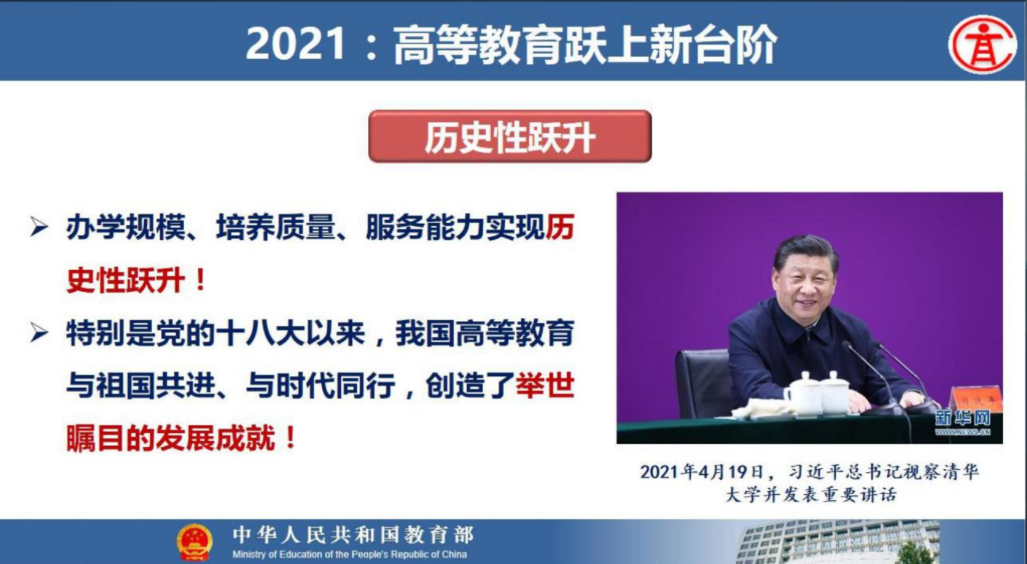 2021：高等教育跃上新台阶
历史性跃升
办学规模、培养质量、服务能力实现历
史性跃升！
特别是党的十八大以来，我国高等教育
与祖国共进、与时代同行，创造了举世
瞩目的发展成就！
新华网
WWW.NEWS.CN
2021年4月19日，习近平总书记视察清华
大学并发表重要讲话
中华人民共和国教育部
Ministry of Education of the People's Republic of China